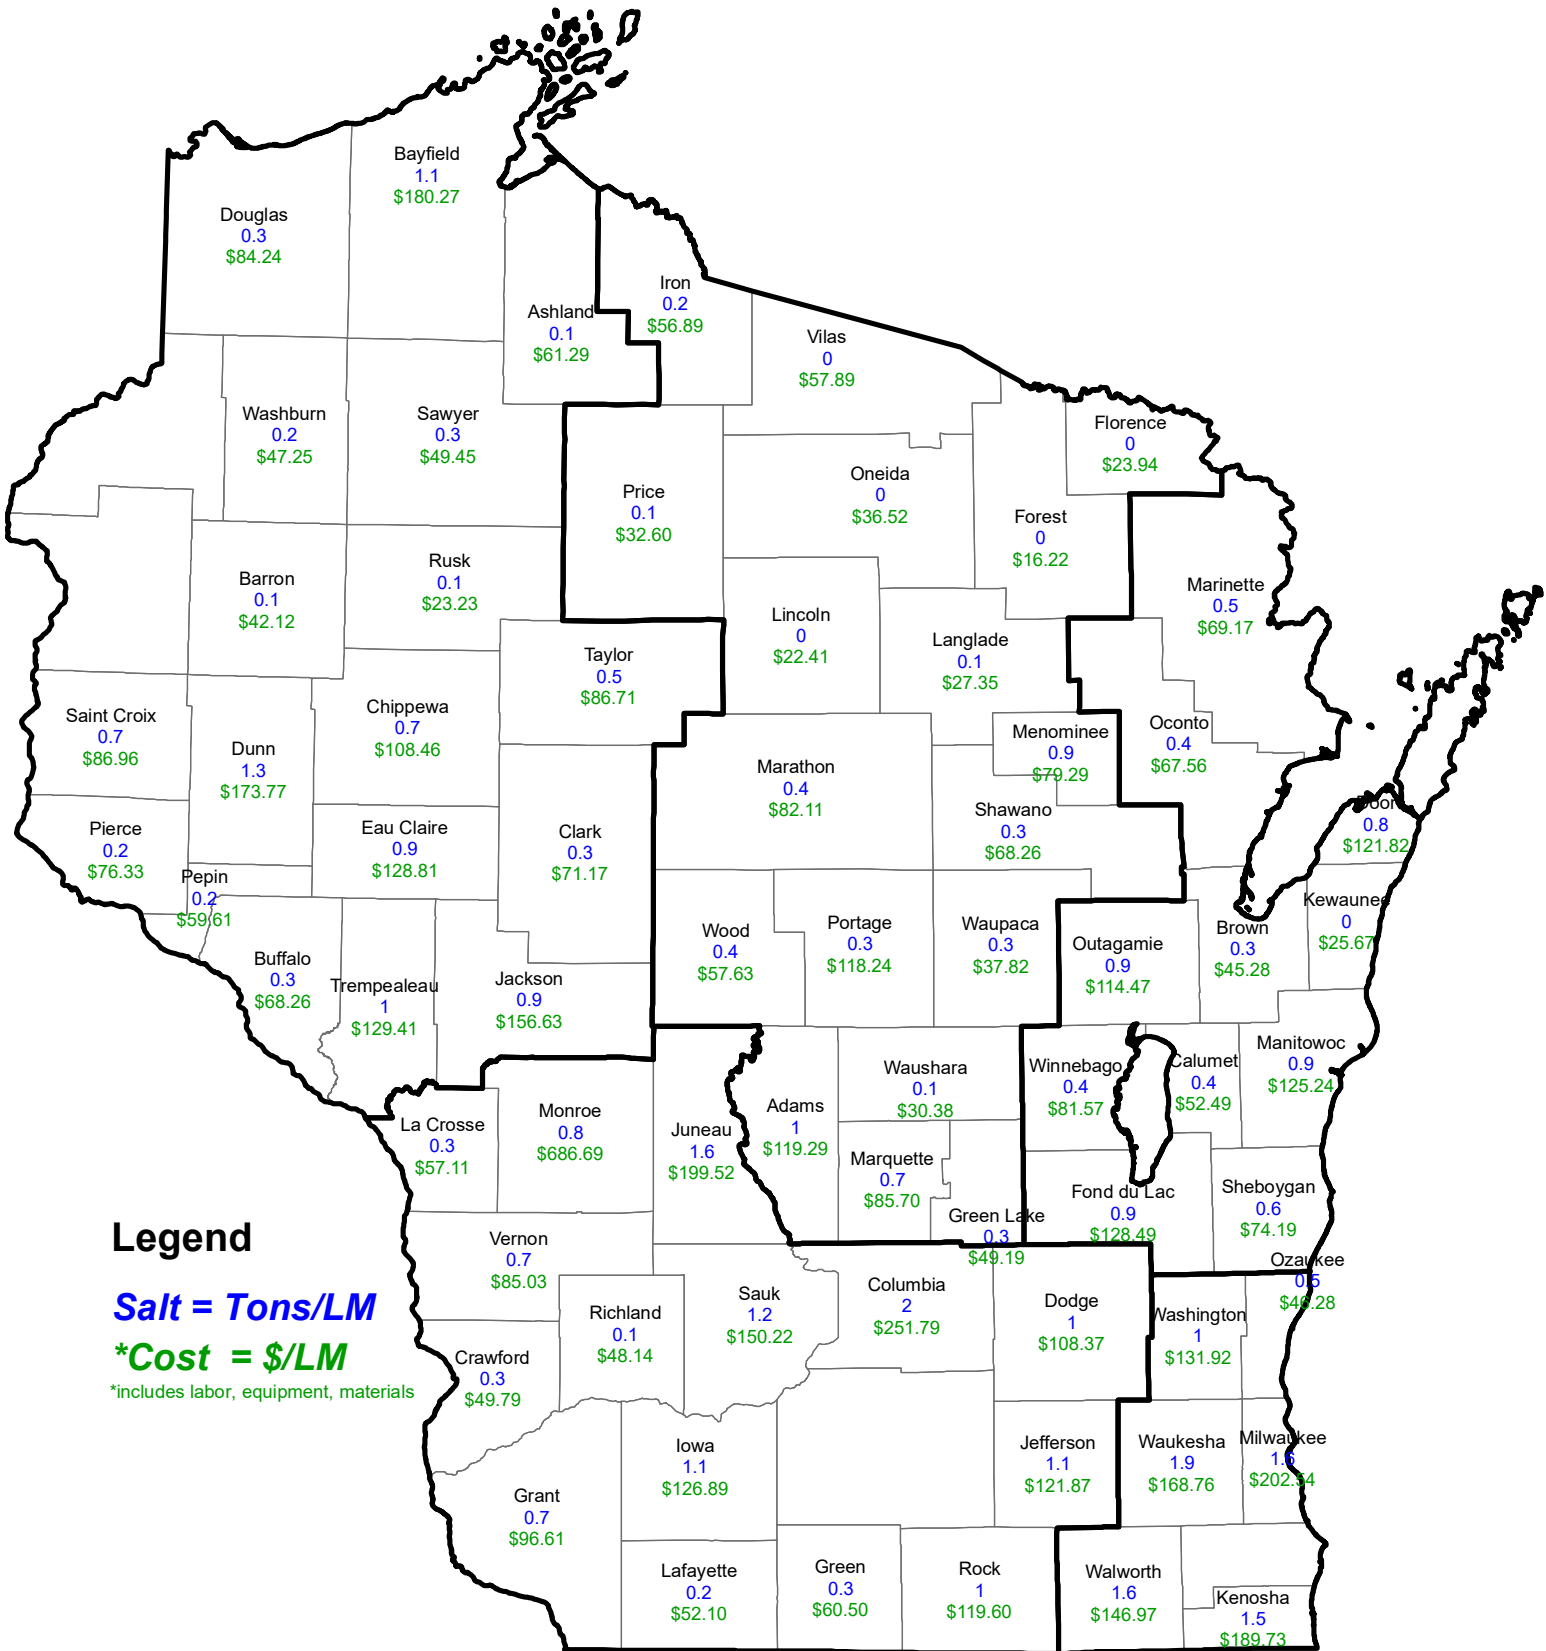 Bayfield
1.1
$180.27
Douglas
0.3
$84.24
Iron
0.2
$56.89
Ashland
0.1
$61.29
Vilas
0
$57.89
Washburn
0.2
$47.25
Sawyer
0.3
$49.45
Florence
0
$23.94
Oneida
0
$36.52
Price
0.1
$32.60
Forest
0
$16.22
Rusk
0.1
$23.23
Barron
0.1
$42.12
Marinette
0.5
$69.17
Lincoln
0
$22.41
Langlade
0.1
$27.35
Taylor
0.5
$86.71
Chippewa
0.7
$108.46
Saint Croix
0.7
$86.96
Oconto
0.4
$67.56
Menominee
0.9
$79.29
Dunn
1.3
$173.77
Marathon
0.4
$82.11
Door
0.8
$121.82
Shawano
0.3
$68.26
Pierce
0.2
$76.33
Eau Claire
0.9
$128.81
Clark
0.3
$71.17
Pepin
0.2
$59.61
Kewaunee
0
$25.67
Wood
0.4
$57.63
Portage
0.3
$118.24
Waupaca
0.3
$37.82
Brown
0.3
$45.28
Outagamie
0.9
$114.47
Buffalo
0.3
$68.26
Trempealeau
1
$129.41
Jackson
0.9
$156.63
Manitowoc
0.9
$125.24
Waushara
0.1
$30.38
Winnebago
0.4
$81.57
Calumet
0.4
$52.49
Adams
1
$119.29
Monroe
0.8
$686.69
La Crosse
0.3
$57.11
Juneau
1.6
$199.52
Marquette
0.7
$85.70
Fond du Lac
0.9
$128.49
Sheboygan
0.6
$74.19
Green Lake
0.3
$49.19
Legend
Salt = Tons/LM
*Cost = $/LM
*includes labor, equipment, materials
Vernon
0.7
$85.03
Ozaukee
0.5
$46.28
Columbia
2
$251.79
Sauk
1.2
$150.22
Dodge
1
$108.37
Richland
0.1
$48.14
Washington
1
$131.92
Crawford
0.3
$49.79
Iowa
1.1
$126.89
Jefferson
1.1
$121.87
Waukesha
1.9
$168.76
Milwaukee
1.6
$202.54
Grant
0.7
$96.61
Lafayette
0.2
$52.10
Green
0.3
$60.50
Rock
1
$119.60
Walworth
1.6
$146.97
Kenosha
1.5
$189.73